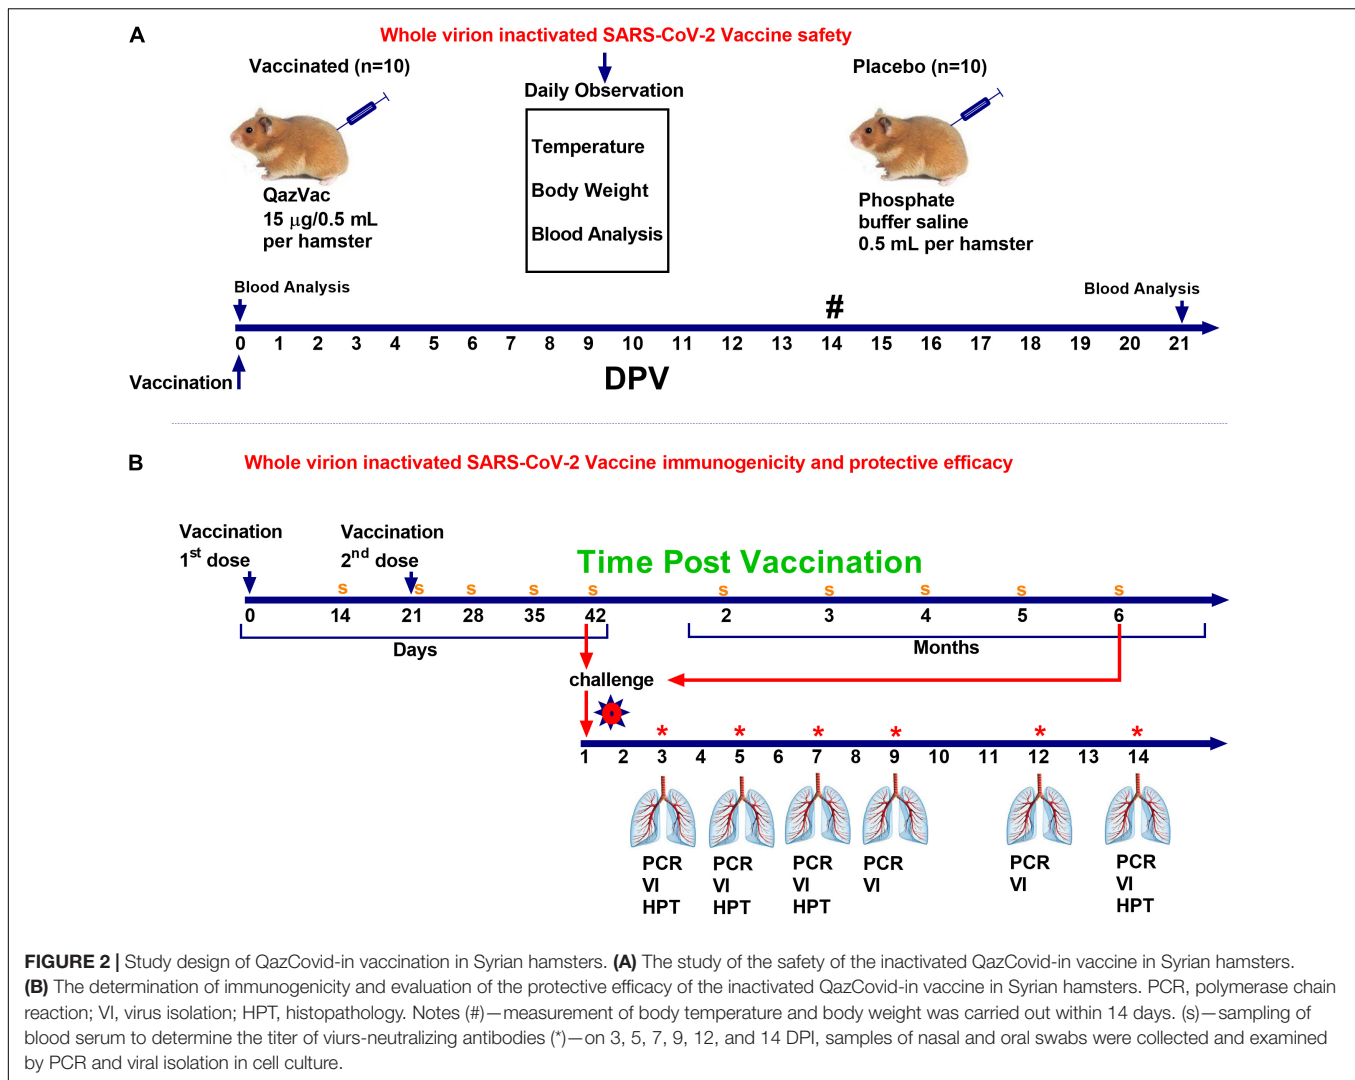 A
Whole virion inactivated SARS-CoV-2 Vaccine safety
Vaccinated (n=10)
Placebo (n=10)
Daily Observation
Temperature
Body Weight
Blood Analysis
QazVac
15 µg/0.5 mL
per hamster
Phosphate
buffer saline
0.5 mL per hamster
Blood Analysis
Blood Analysis
#
0 1 2 3 4 5 6 7 8 9 10 11 12 13 14 15 16 17 18 19 20 21
Vaccination
DPV
B
Whole virion inactivated SARS-CoV-2 Vaccine immunogenicity and protective efficacy
Vaccination
1st dose
Vaccination
2nd dose
Time Post Vaccination
s s s s s s s s s s
0 14 21 28 35 42 2 3 4 5 6
Days
Months
challenge
* * * * * *
1 2 3 4 5 6 7 8 9 10 11 12 13 14
PCR
VI
HPT
PCR
VI
HPT
PCR
VI
HPT
PCR
VI
PCR
VI
PCR
VI
HPT
FIGURE 2 | Study design of QazCovid-in vaccination in Syrian hamsters. (A) The study of the safety of the inactivated QazCovid-in vaccine in Syrian hamsters.
(B) The determination of immunogenicity and evaluation of the protective efficacy of the inactivated QazCovid-in vaccine in Syrian hamsters. PCR, polymerase chain
reaction; VI, virus isolation; HPT, histopathology. Notes (#)—measurement of body temperature and body weight was carried out within 14 days. (s)—sampling of
blood serum to determine the titer of viurs-neutralizing antibodies (*)—on 3, 5, 7, 9, 12, and 14 DPI, samples of nasal and oral swabs were collected and examined
by PCR and viral isolation in cell culture.